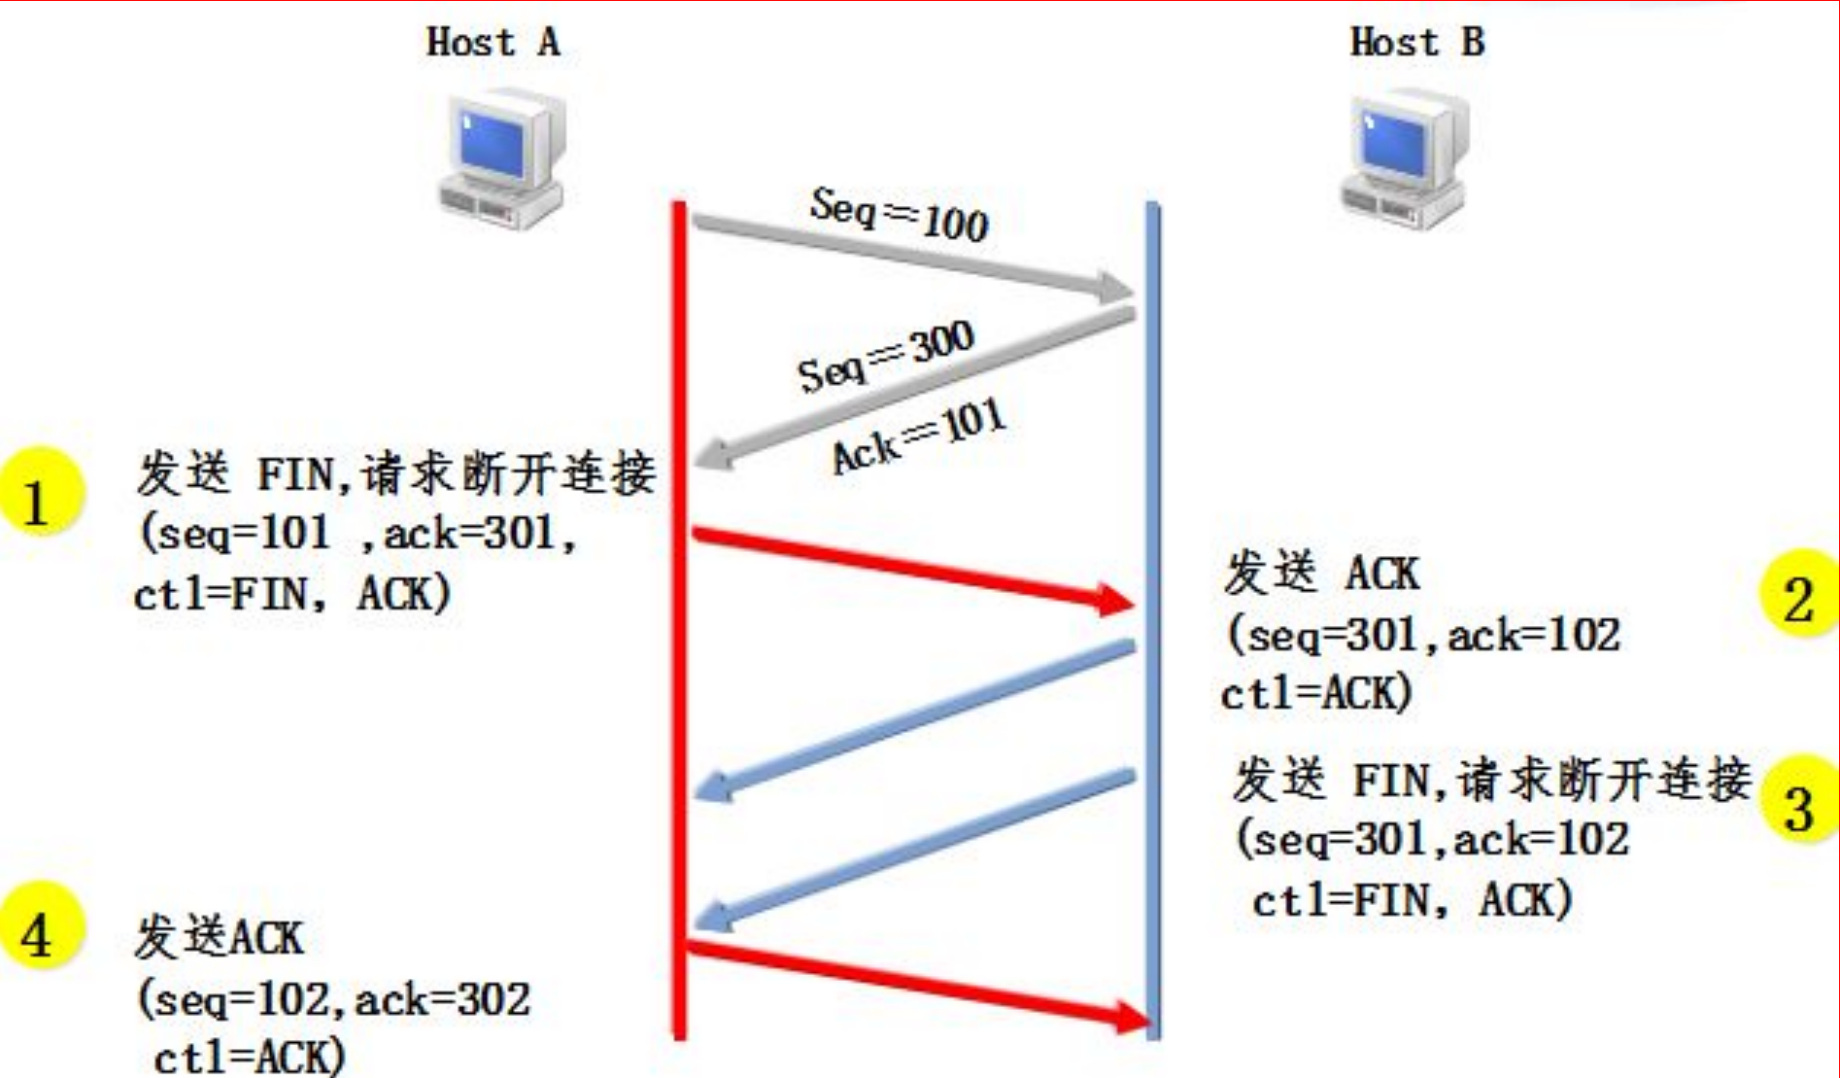 Host A
Host B
Seq=100
Seq=300
Ack=101
1
发送 FIN,请求断开连接
(seq=101 ,ack=301,
ctl=FIN, ACK)
2
发送 ACK
(seq=301,ack=102
ctl=ACK)
3
发送 FIN,请求断开连接
(seq=301,ack=102
ctl=FIN, ACK)
4
发送ACK
(seq=102,ack=302
ctl=ACK)